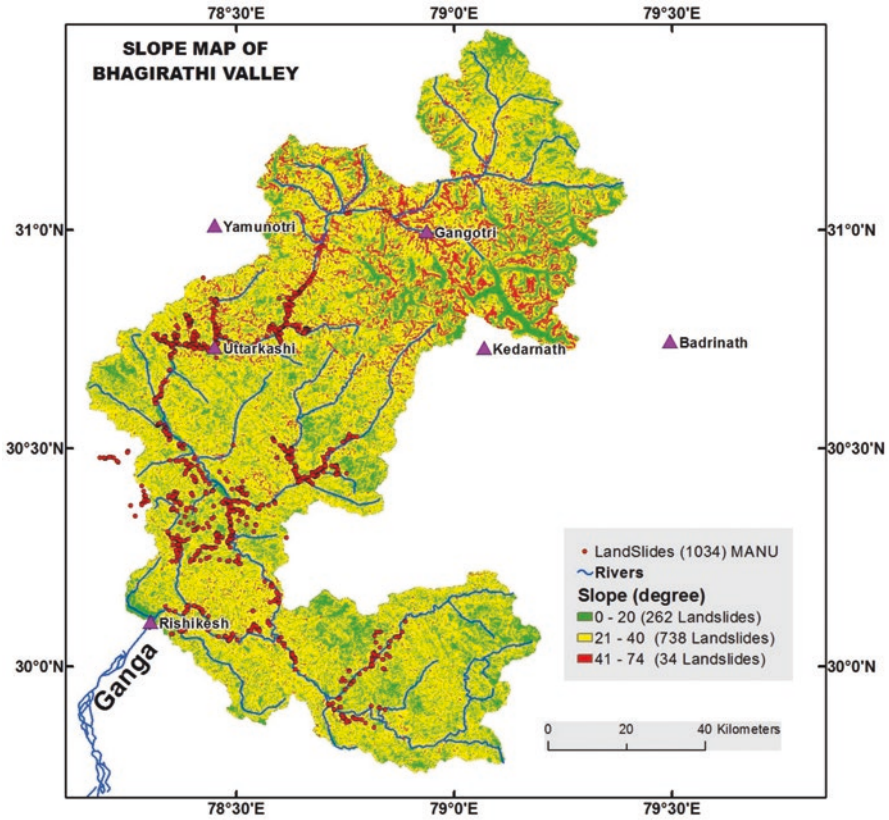 78°30'E 79°0'E 79°30'E
SLOPE MAP OF
BHAGIRATHI VALLEY
31°0'N 31°0'N
Yamunotri
Gangotri
Uttarkashi
Kedarnath
Badrinath
30°30'N 30°30'N
LandSlides (1034) MANU
Rivers
Slope (degree)
0 - 20 (262 Landslides)
21 - 40 (738 Landslides)
41 - 74 (34 Landslides)
Rishikesh
Ganga
30°0'N 30°0'N
0 20 40 Kilometers
78°30'E 79°0'E 79°30'E